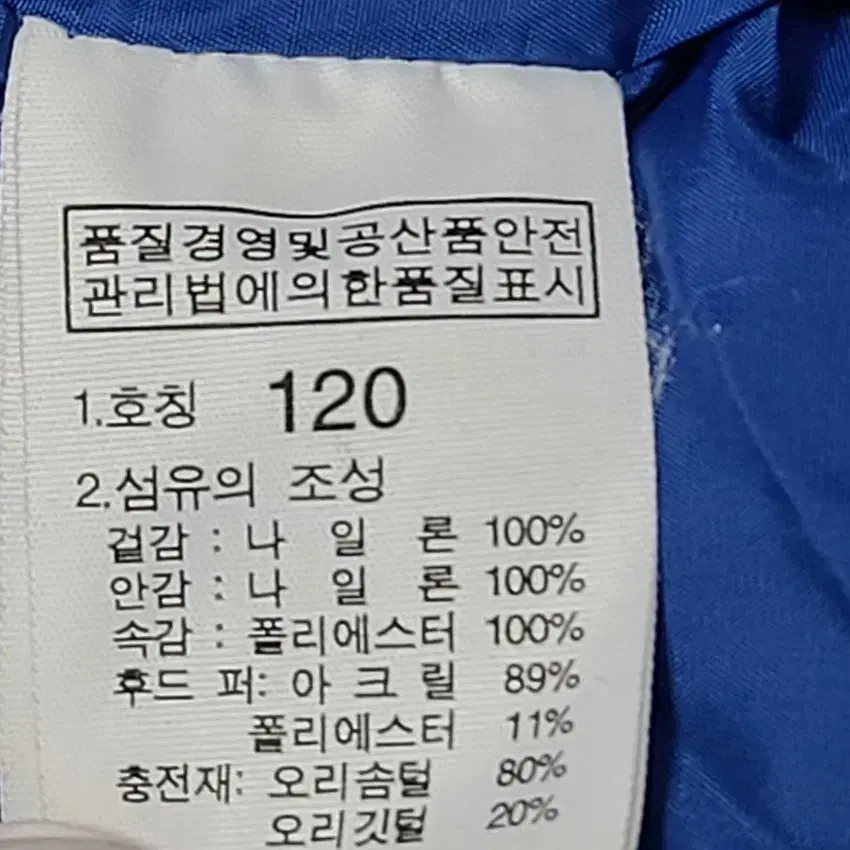 품질경영및공산품안전
관리법에의한품질표시
1.호칭 120
2.섬유의 조성
겉감 : 나 일 론 100%
안감 : 나 일 론 100%
속감 : 폴리에스터 100%
후드 퍼: 아 크 릴 89%
폴리에스터 11%
충전재: 오리솜털 80%
오리깃털 20%